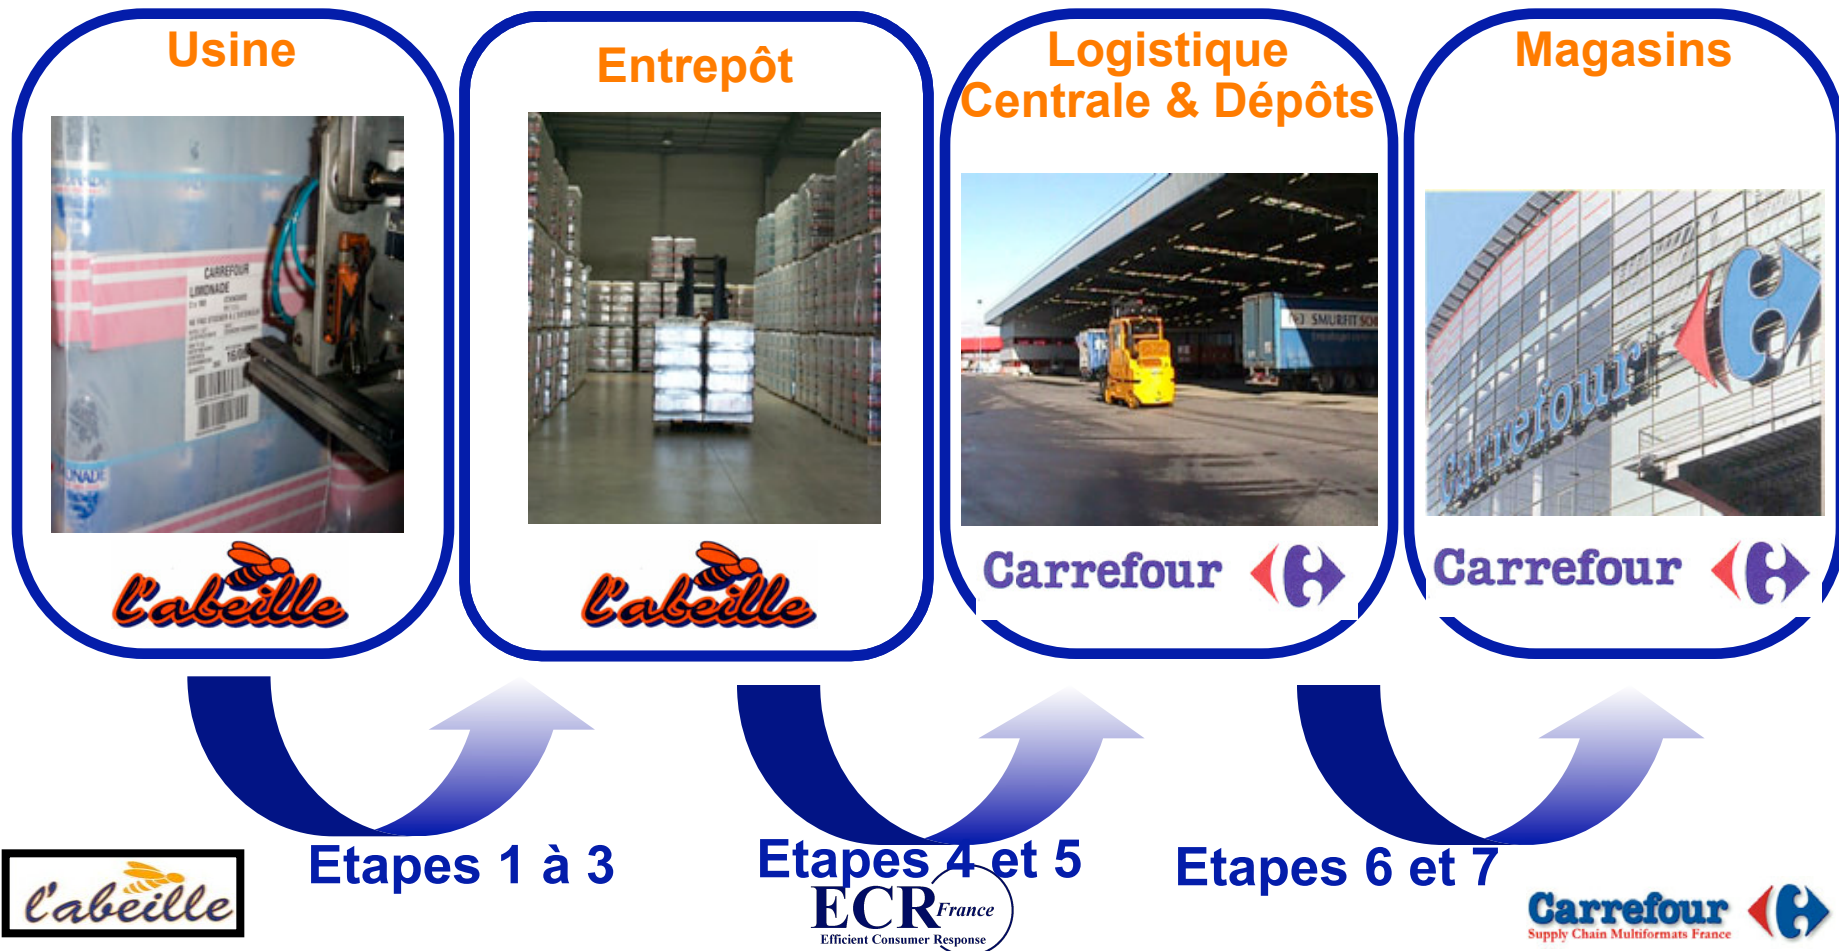 Usine
Entrepôt
Logistique
Centrale & Dépôts
Magasins
CARREFOUR
LIMONADE
SMURFIT
Carrefour
l'abeille
l'abeille
Carrefour
Carrefour
Etapes 1 à 3
Etapes 4 et 5
Etapes 6 et 7
l'abeille
ECR France
Efficient Consumer Response
Carrefour
Supply Chain Multiformats France